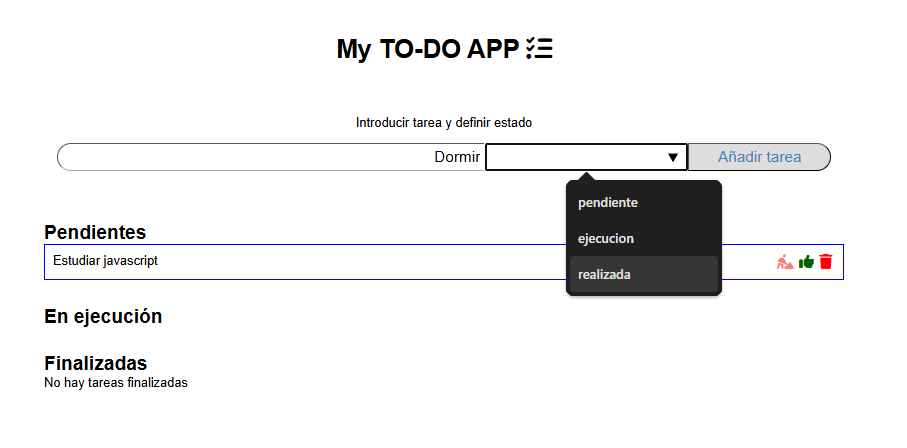 My TO-DO APP
Introducir tarea y definir estado
Dormir
Añadir tarea
pendiente
ejecucion
realizada
Pendientes
Estudiar javascript
En ejecución
Finalizadas
No hay tareas finalizadas